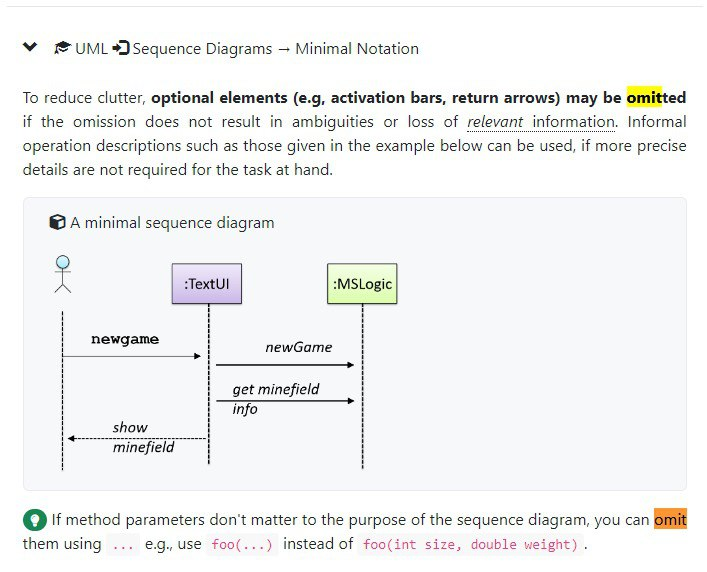 UML Sequence Diagrams → Minimal Notation
To reduce clutter, optional elements (e.g, activation bars, return arrows) may be omitted
if the omission does not result in ambiguities or loss of relevant information. Informal
operation descriptions such as those given in the example below can be used, if more precise
details are not required for the task at hand.
A minimal sequence diagram
:TextUI
:MSLogic
newgame
newGame
get minefield
info
show
minefield
If method parameters don't matter to the purpose of the sequence diagram, you can omit
them using ... e.g., use foo(...) instead of foo(int size, double weight) .